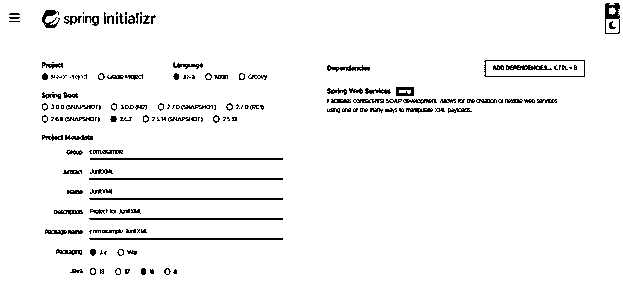 spring initializr
Project
Maven Project Gradle Project
Language
Java Kotlin Groovy
Spring Boot
3.0.0 (SNAPSHOT) 3.0.0 (M2) 2.7.0 (SNAPSHOT) 2.7.0 (RC1)
2.6.8 (SNAPSHOT) 2.6.7 2.5.14 (SNAPSHOT) 2.5.13
Project Metadata
Group com.example
Artifact JunitXML
Name JunitXML
Description Project for JunitXML
Package name com.example.JunitXML
Packaging Jar War
Java 17 11 8
Dependencies
ADD DEPENDENCIES... CTRL + B
Spring Web Services
Facilitates contract-first SOAP development. Allows for the creation of flexible web services
using one of the many ways to manipulate XML payloads.